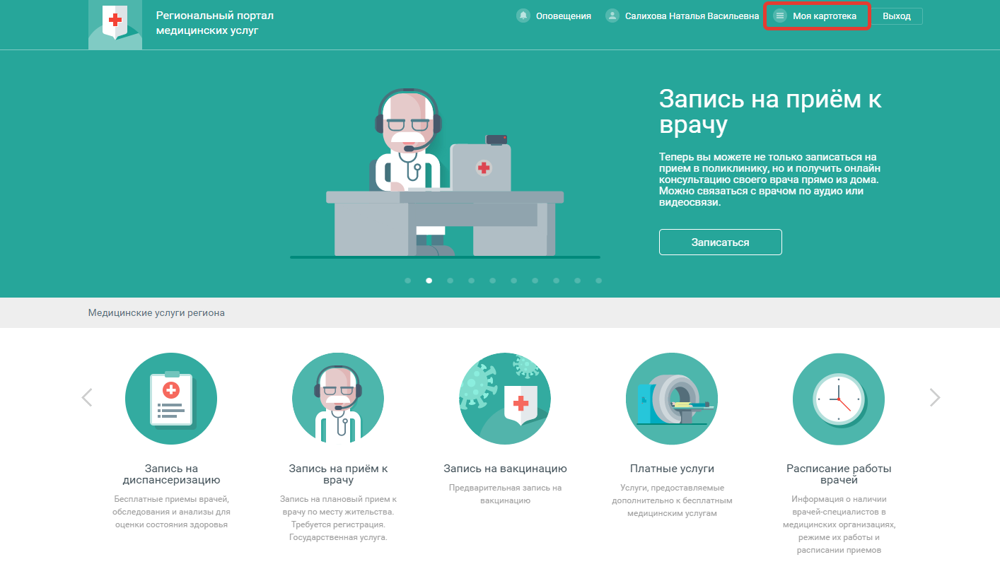 Региональный портал
медицинских услуг
Оповещения
Салихова Наталья Васильевна
Моя картотека
Выход
Запись на приём к
врачу
Теперь вы можете не только записаться на
прием в поликлинику, но и получить онлайн
консультацию своего врача прямо из дома.
Можно связаться с врачом по аудио или
видеосвязи.
Записаться
Медицинские услуги региона
Запись на
диспансеризацию
Бесплатные приемы врачей,
обследования и анализы для
оценки состояния здоровья
Запись на приём к
врачу
Запись на плановый прием к
врачу по месту жительства.
Требуется регистрация.
Государственная услуга.
Запись на вакцинацию
Предварительная запись на
вакцинацию
Платные услуги
Услуги, предоставляемые
дополнительно к бесплатным
медицинским услугам
Расписание работы
врачей
Информация о наличии
врачей-специалистов в
медицинских организациях,
режиме их работы и
расписании приемов